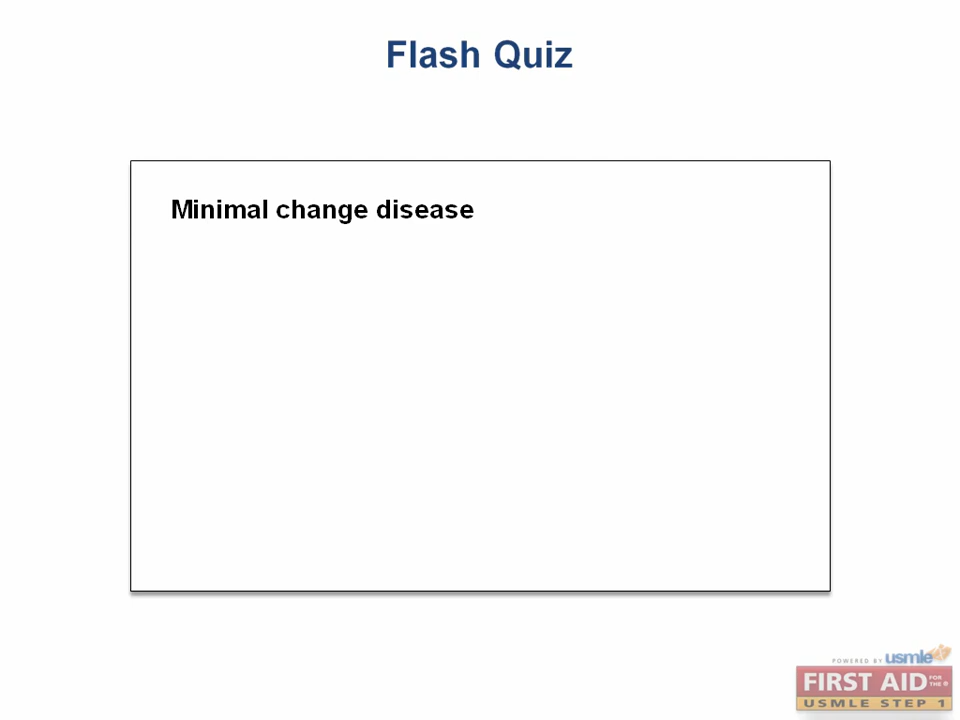 Flash Quiz
Minimal change disease
POWERED BY usmle
FIRST AID FOR THE®
USMLE STEP 1